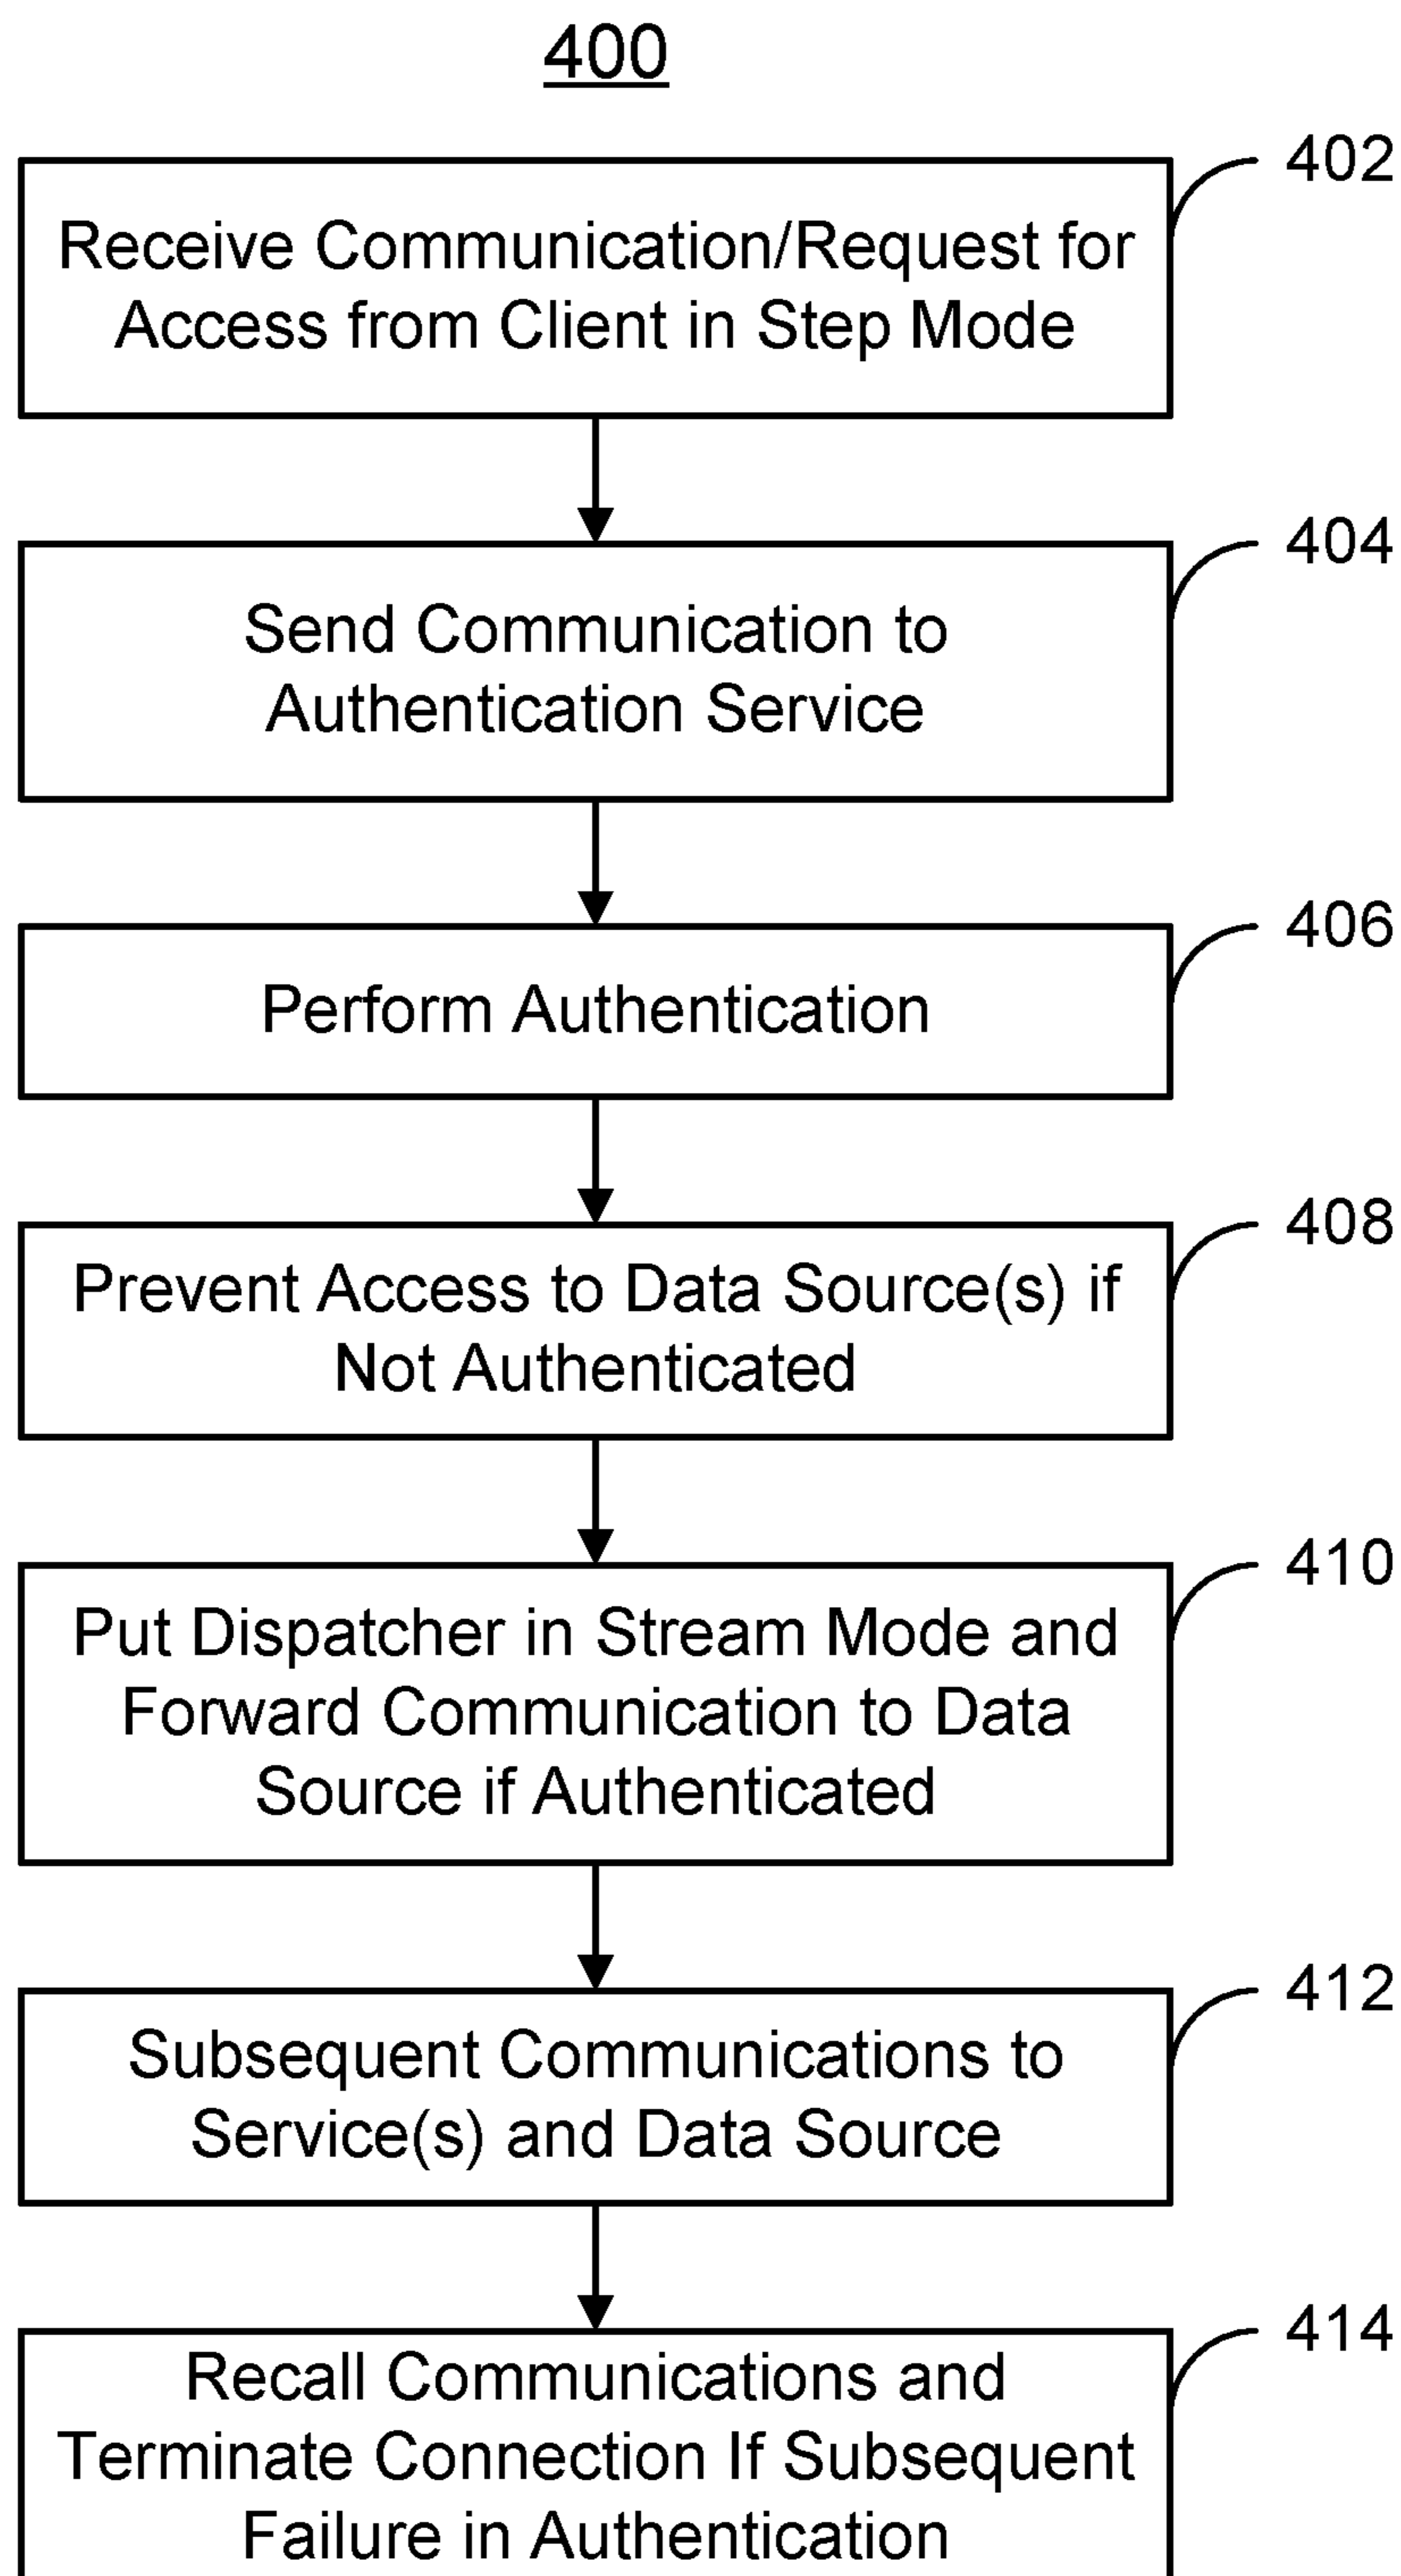 400
402
Receive Communication/Request for
Access from Client in Step Mode
404
Send Communication to
Authentication Service
406
Perform Authentication
408
Prevent Access to Data Source(s) if
Not Authenticated
410
Put Dispatcher in Stream Mode and
Forward Communication to Data
Source if Authenticated
412
Subsequent Communications to
Service(s) and Data Source
414
Recall Communications and
Terminate Connection If Subsequent
Failure in Authentication